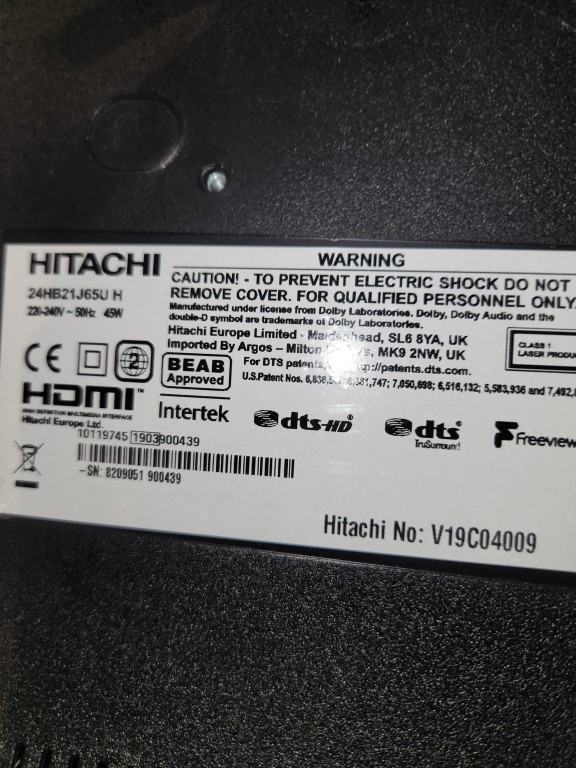 HITACHI
24HB21J65U H
220-240V ~ 50Hz 45W
WARNING
CAUTION! - TO PREVENT ELECTRIC SHOCK DO NOT
REMOVE COVER. FOR QUALIFIED PERSONNEL ONLY.
Manufactured under license from Dolby Laboratories. Dolby, Dolby Audio and the
double-D symbol are trademarks of Dolby Laboratories.
Hitachi Europe Limited - Maidenhead, SL6 8YA, UK
Imported By Argos – Milton MK9 2NW, UK
For DTS patents, http://patents.dts.com.
U.S.Patent Nos. 7,050,698; 6,516,132; 5,583,936 and
CLASS 1
LASER PRODUC
CE
2
BEAB
Approved
HDMI™
HIGH DEFINITION MULTIMEDIA INTERFACE
Hitachi Europe Ltd.
Intertek
dts-HD
dts
TruSurround
Freeview
10119745 1903900439
-SN: 8209051 900439
Hitachi No: V19C04009